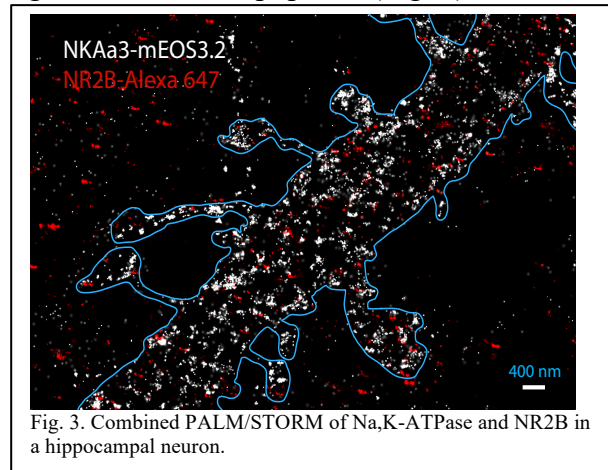 NKAa3-mEOS3.2
NR2B-Alexa 647
400 nm
Fig. 3. Combined PALM/STORM of Na,K-ATPase and NR2B in
a hippocampal neuron.